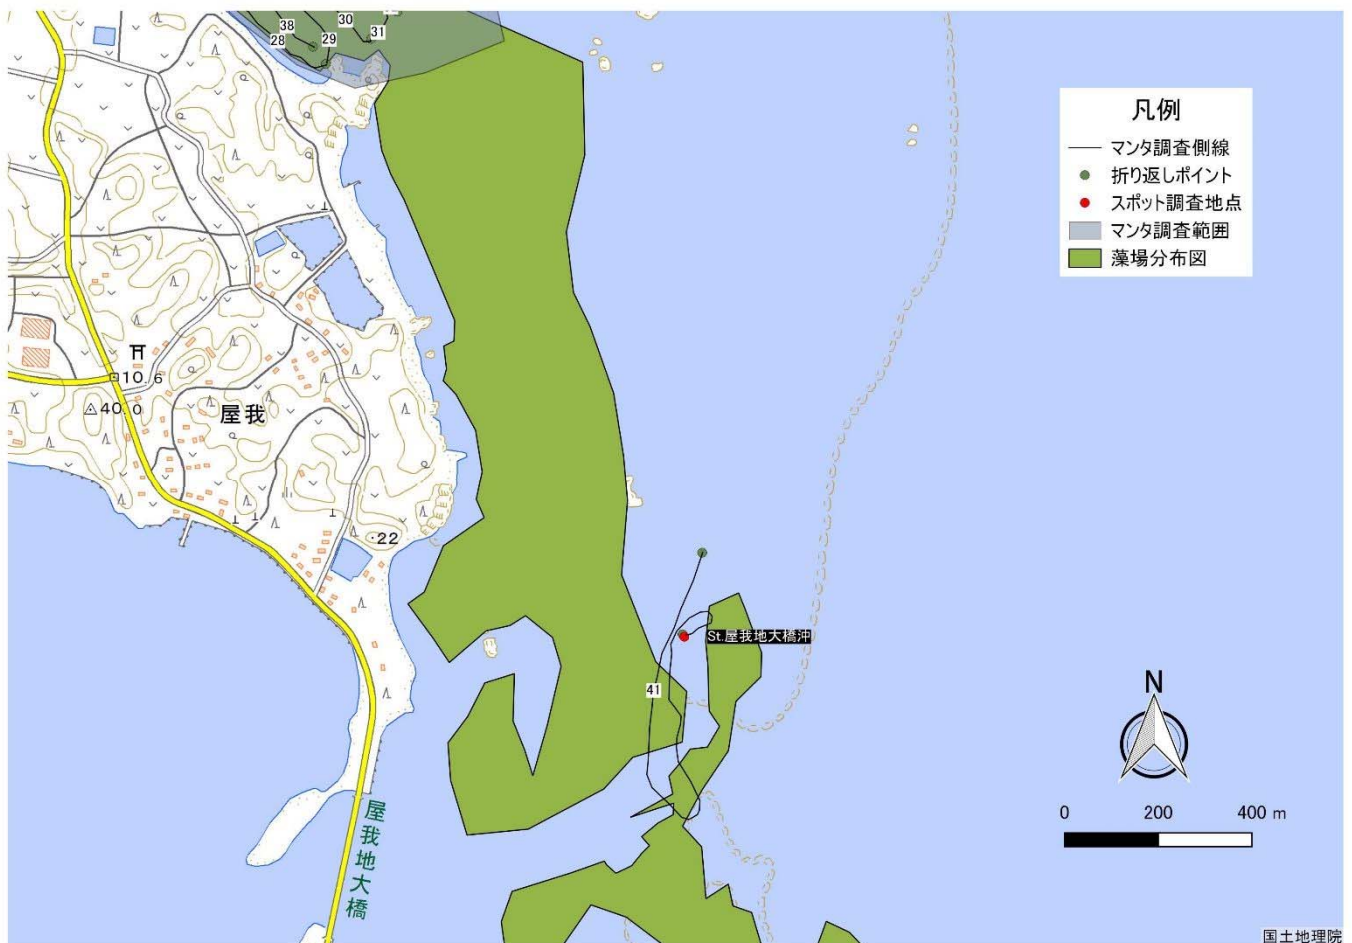 38
30
31
28
29
凡例
マンタ調査側線
折り返しポイント
スポット調査地点
マンタ調査範囲
藻場分布図
10.6
40.0
屋我
22
St.屋我地大橋沖
41
N
0 200 400 m
屋我地大橋
国土地理院